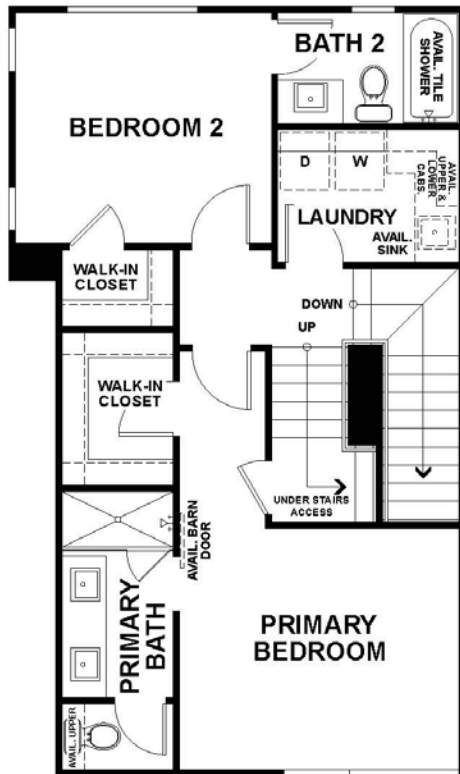 BATH 2
AVAIL. TILE
SHOWER
BEDROOM 2
D
W
AVAIL.
UPPER &
LOWER
CABS.
LAUNDRY
AVAIL.
SINK
WALK-IN
CLOSET
DOWN
UP
WALK-IN
CLOSET
UNDER STAIRS
ACCESS
AVAIL. BARN
DOOR
PRIMARY
BATH
PRIMARY
BEDROOM
AVAIL. UPPER